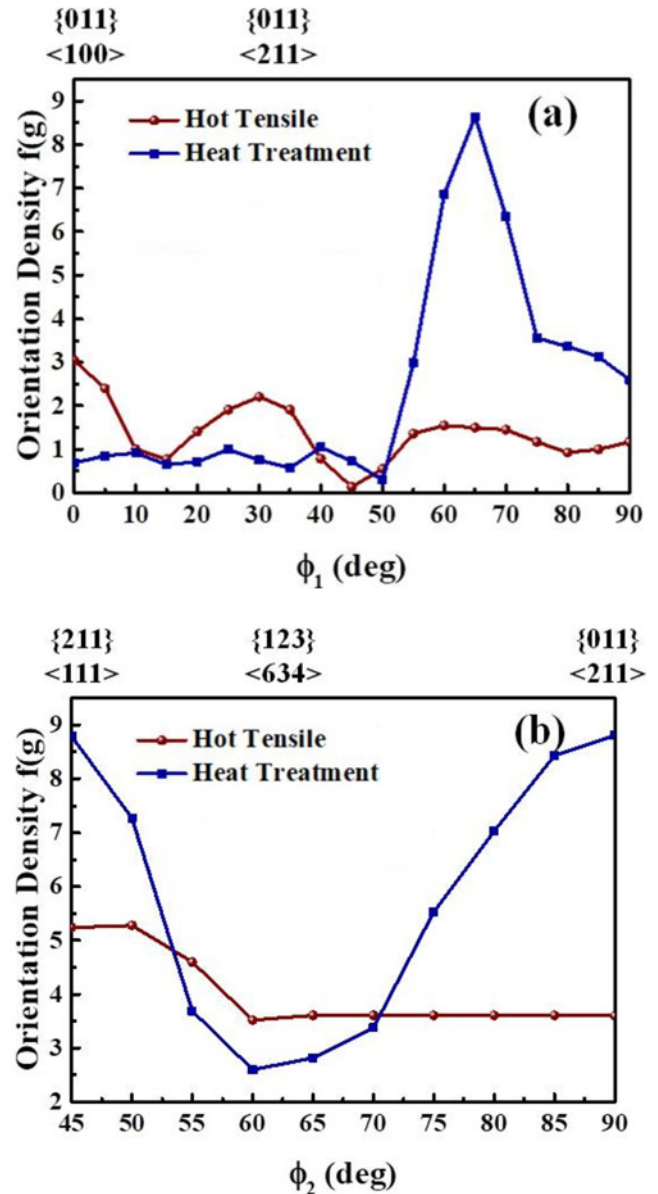 {011} {011}
<100> <211>
(a)
Hot Tensile
Heat Treatment
Orientation Density f(g)
9
8
7
6
5
4
3
2
1
0
0 10 20 30 40 50 60 70 80 90
ϕ₁ (deg)
{211} {123} {011}
<111> <634> <211>
(b)
Hot Tensile
Heat Treatment
Orientation Density f(g)
9
8
7
6
5
4
3
2
45 50 55 60 65 70 75 80 85 90
ϕ₂ (deg)